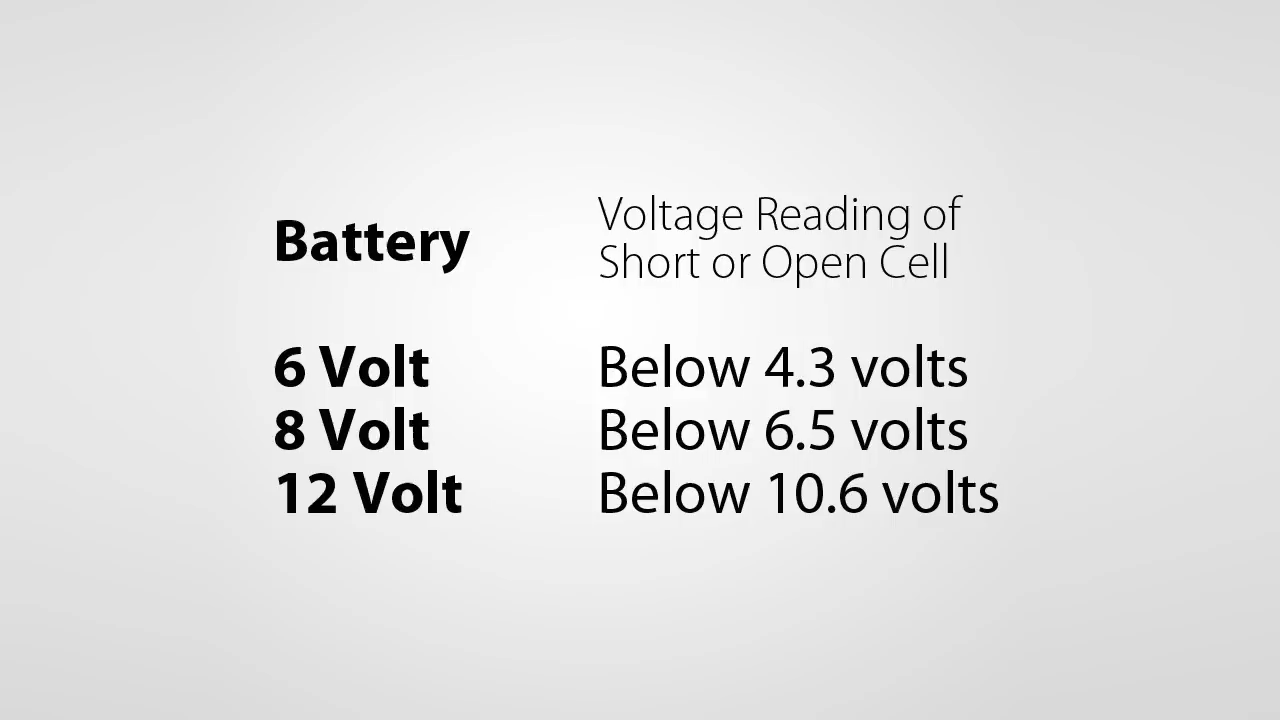 Battery
Voltage Reading of
Short or Open Cell
6 Volt Below 4.3 volts
8 Volt Below 6.5 volts
12 Volt Below 10.6 volts